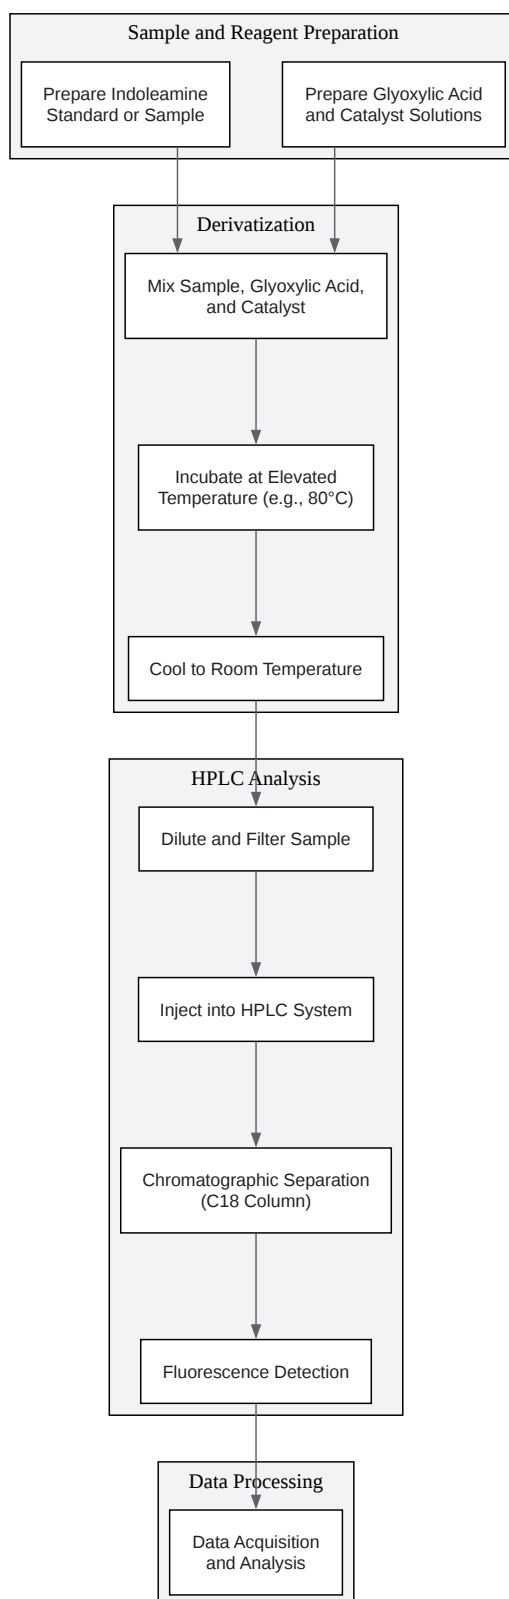 Sample and Reagent Preparation
Prepare Indoleamine
Standard or Sample
Prepare Glyoxylic Acid
and Catalyst Solutions
Derivatization
Mix Sample, Glyoxylic Acid,
and Catalyst
Incubate at Elevated
Temperature (e.g., 80°C)
Cool to Room Temperature
HPLC Analysis
Dilute and Filter Sample
Inject into HPLC System
Chromatographic Separation
(C18 Column)
Fluorescence Detection
Data Processing
Data Acquisition
and Analysis